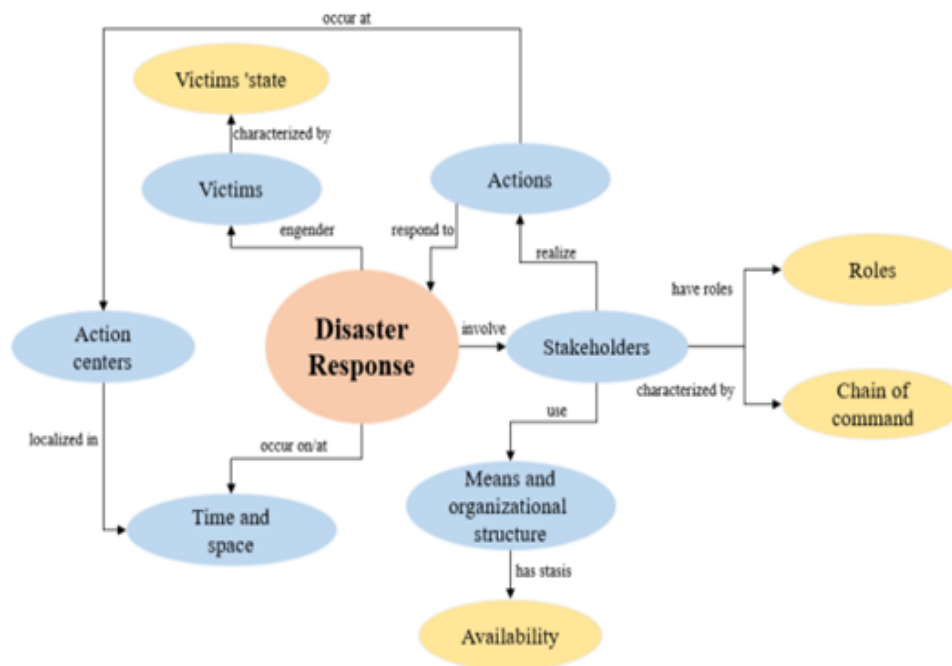 occur at
Victims 'state
characterized by
Victims
Actions
engender
respond to
realize
Roles
have roles
Disaster
Response
involve
Stakeholders
Action
centers
characterized by
Chain of
command
use
localized in
occur on/at
Means and
organizational
structure
Time and
space
has stasis
Availability